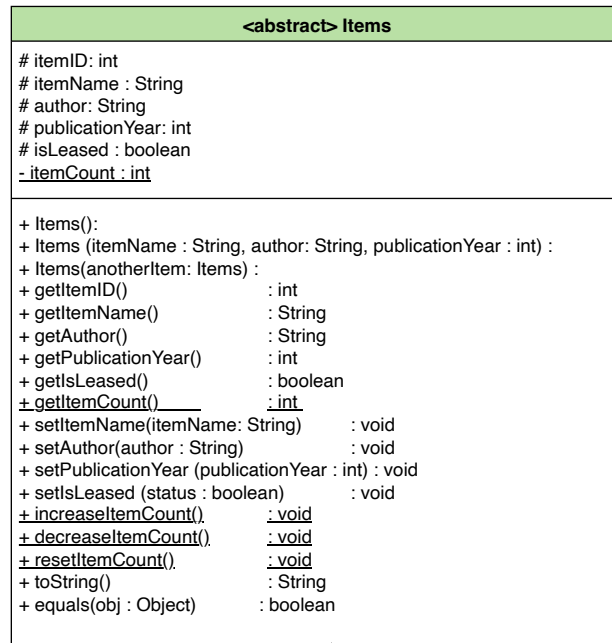 <abstract> Items
# itemID: int
# itemName : String
# author: String
# publicationYear: int
# isLeased : boolean
- itemCount : int
+ Items():
+ Items (itemName : String, author: String, publicationYear : int) :
+ Items(anotherItem: Items) :
+ getItemID() : int
+ getItemName() : String
+ getAuthor() : String
+ getPublicationYear() : int
+ getIsLeased() : boolean
+ getItemCount() : int
+ setItemName(itemName: String) : void
+ setAuthor(author : String) : void
+ setPublicationYear (publicationYear : int) : void
+ setIsLeased (status : boolean) : void
+ increaseItemCount() : void
+ decreaseItemCount() : void
+ resetItemCount() : void
+ toString() : String
+ equals(obj : Object) : boolean